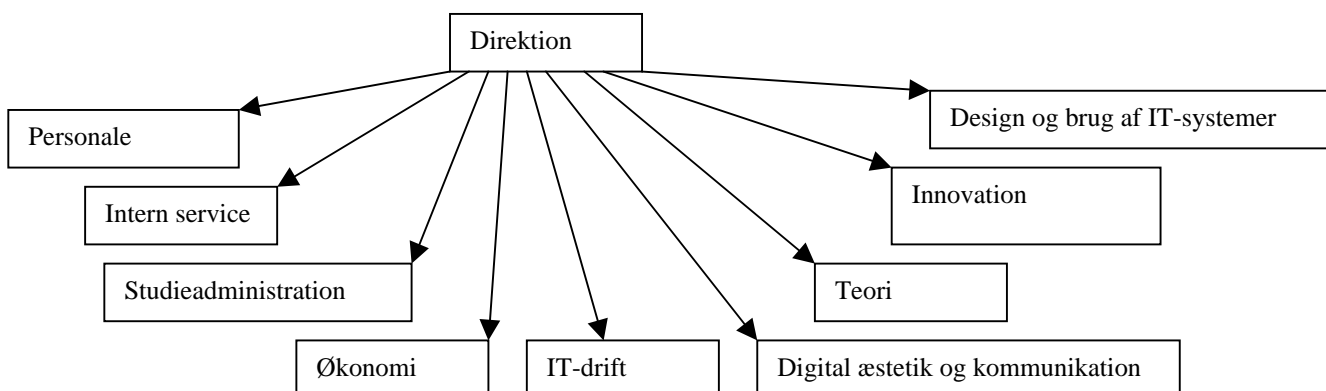 Direktion
Design og brug af IT-systemer
Personale
Innovation
Intern service
Studieadministration
Teori
Økonomi
IT-drift
Digital æstetik og kommunikation